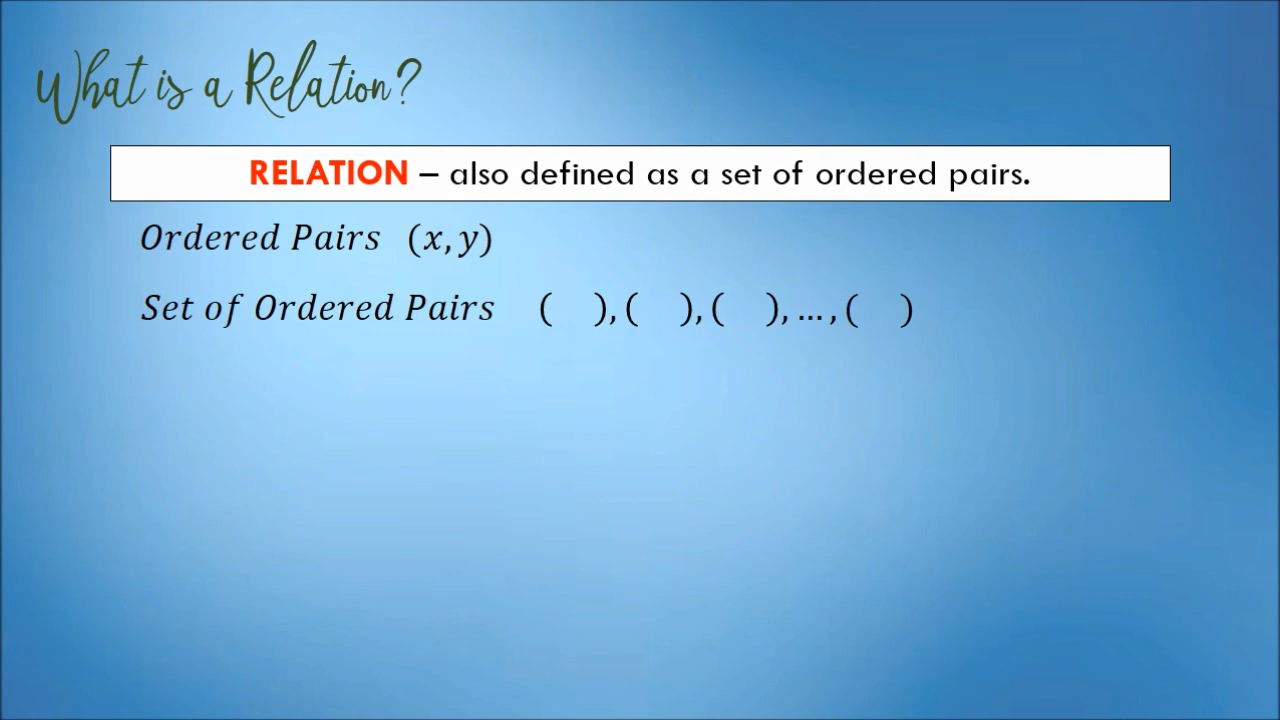 What is a Relation?
RELATION – also defined as a set of ordered pairs.
Ordered Pairs (x, y)
Set of Ordered Pairs ( ), ( ), ( ), … , ( )